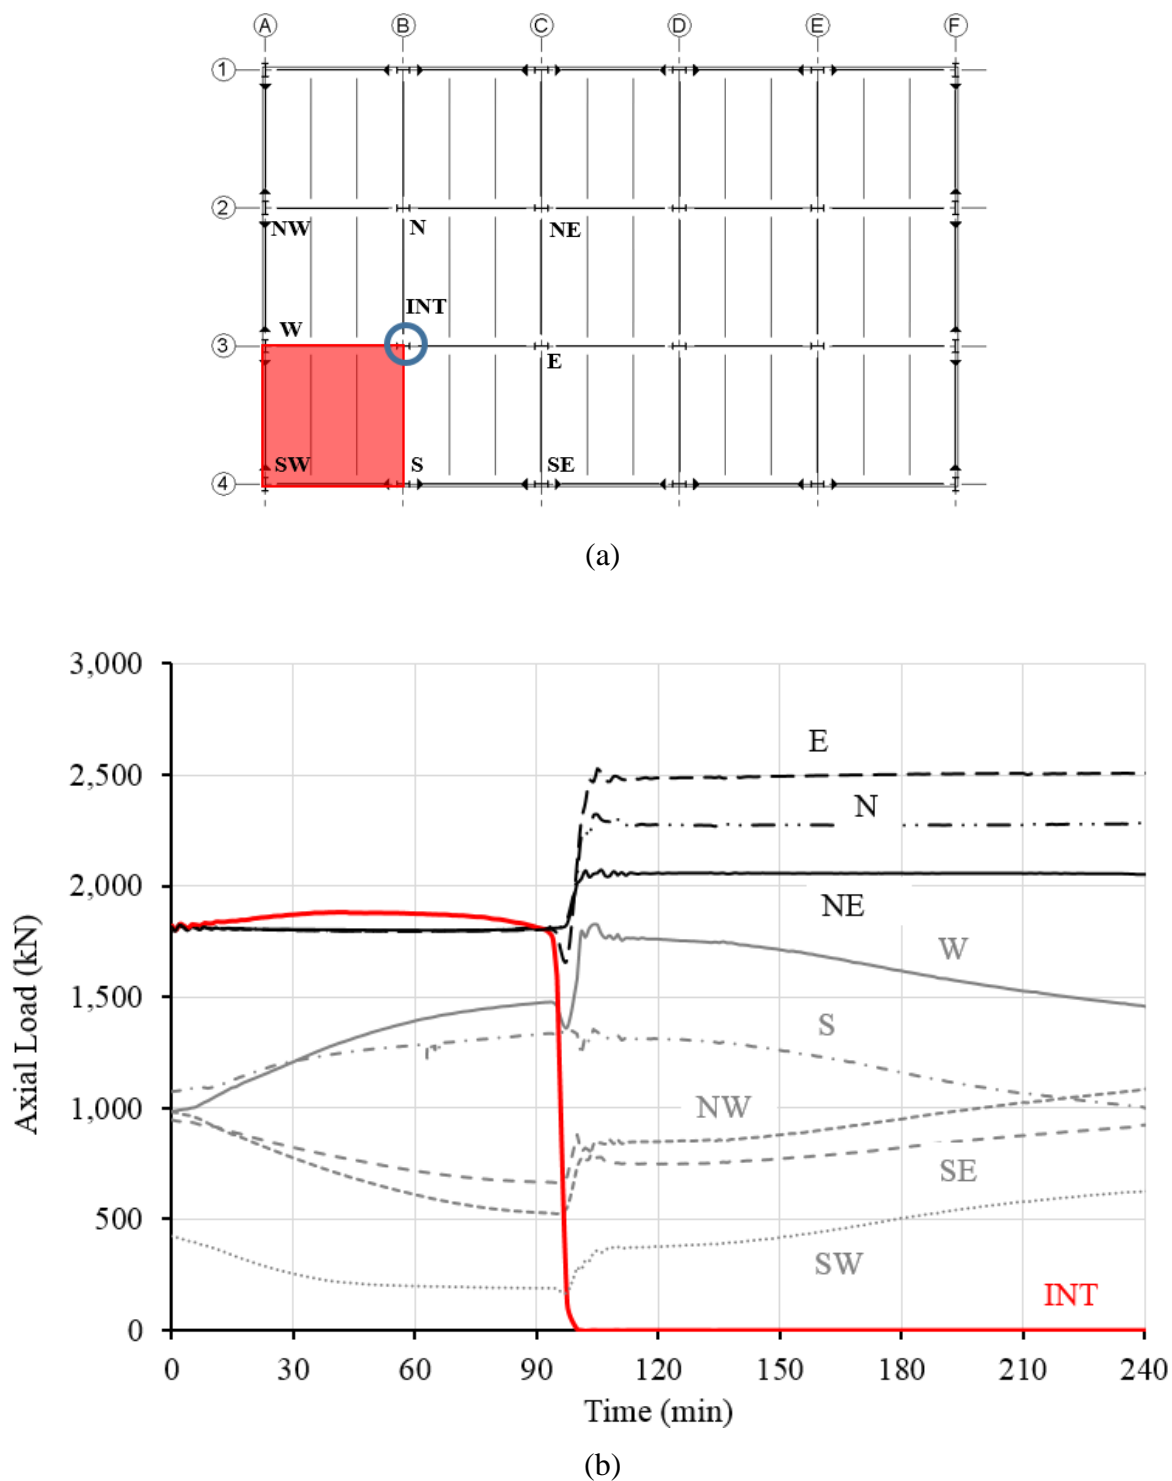 A B C D E F
1
2
NW N NE
INT
W
3
E
SW S SE
4
(a)
3,000
E
2,500
N
2,000
NE
W
1,500
S
NW
1,000
SE
500
SW
INT
0
0 30 60 90 120 150 180 210 240
Axial Load (kN)
Time (min)
(b)